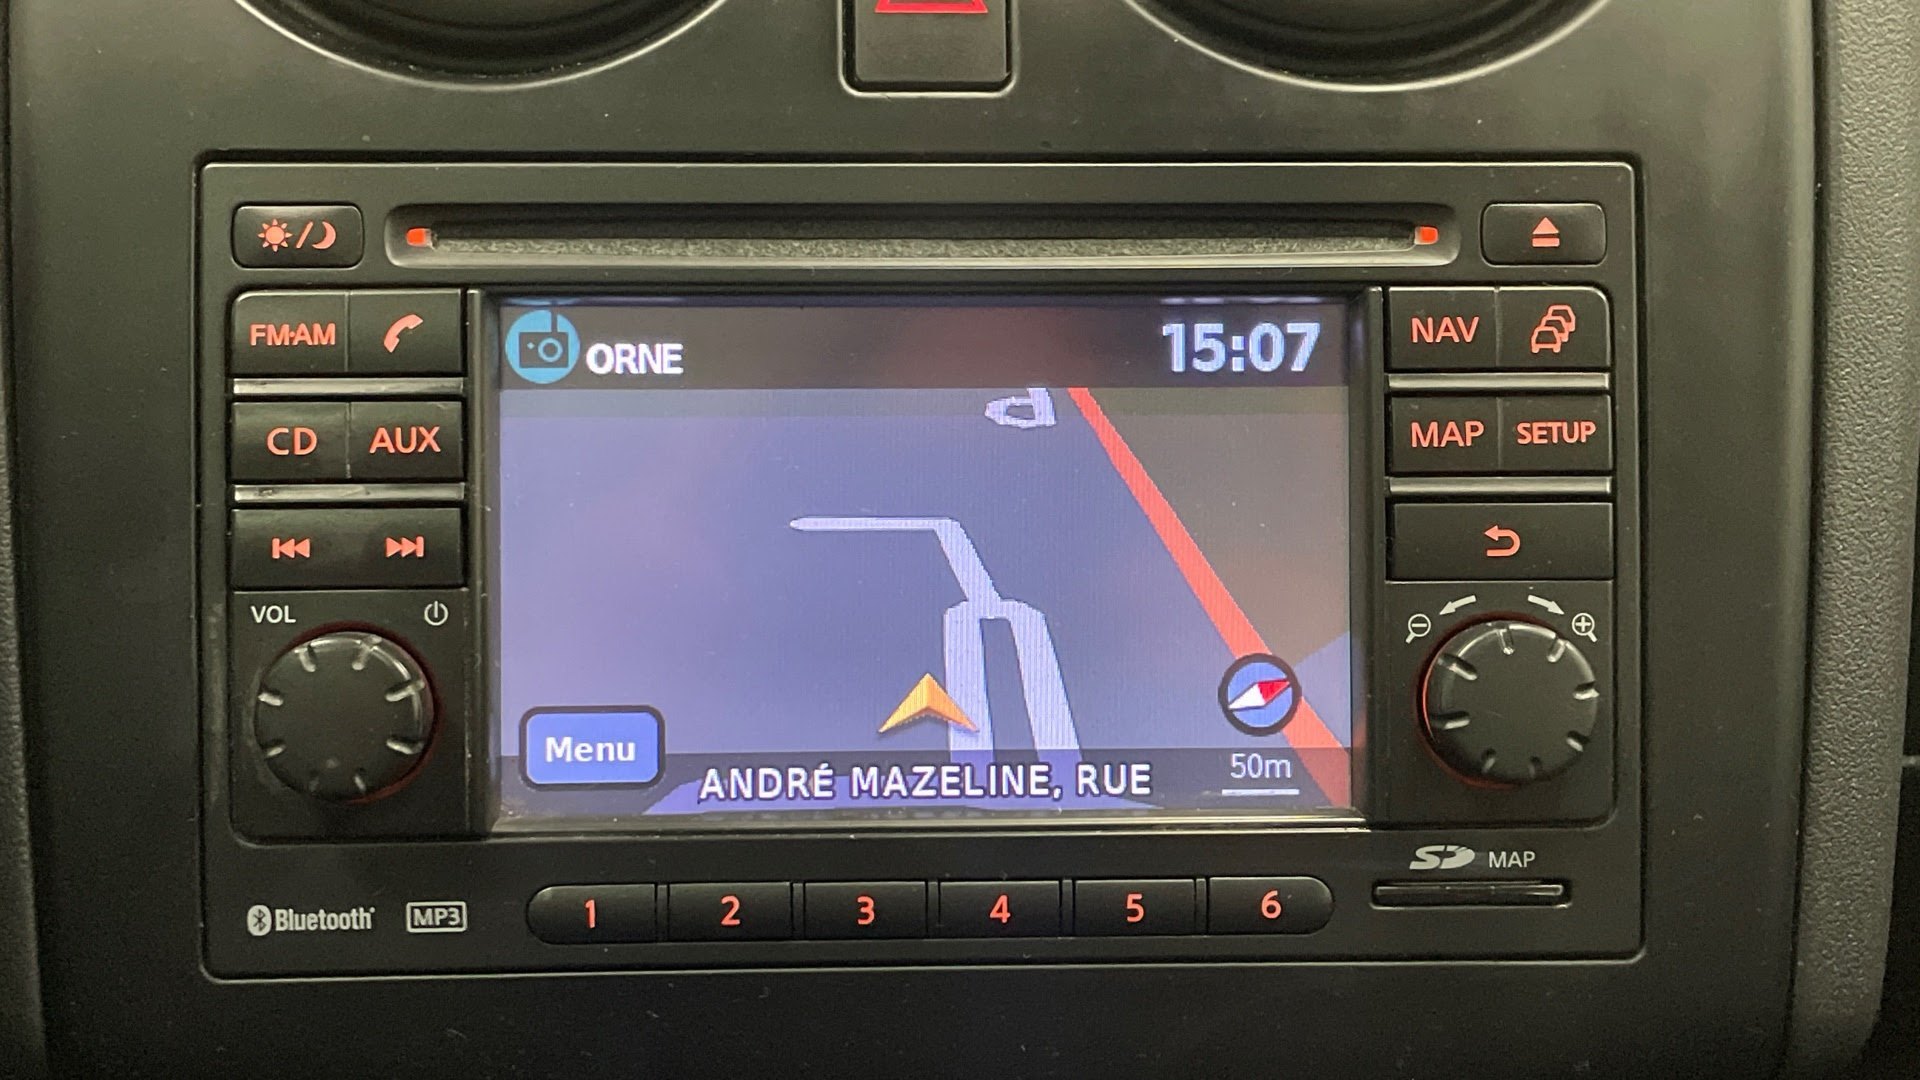 FM·AM
CD AUX
VOL
ORNE 15:07
Menu
ANDRÉ MAZELINE, RUE
50m
NAV
MAP SETUP
SD MAP
Bluetooth MP3
1 2 3 4 5 6